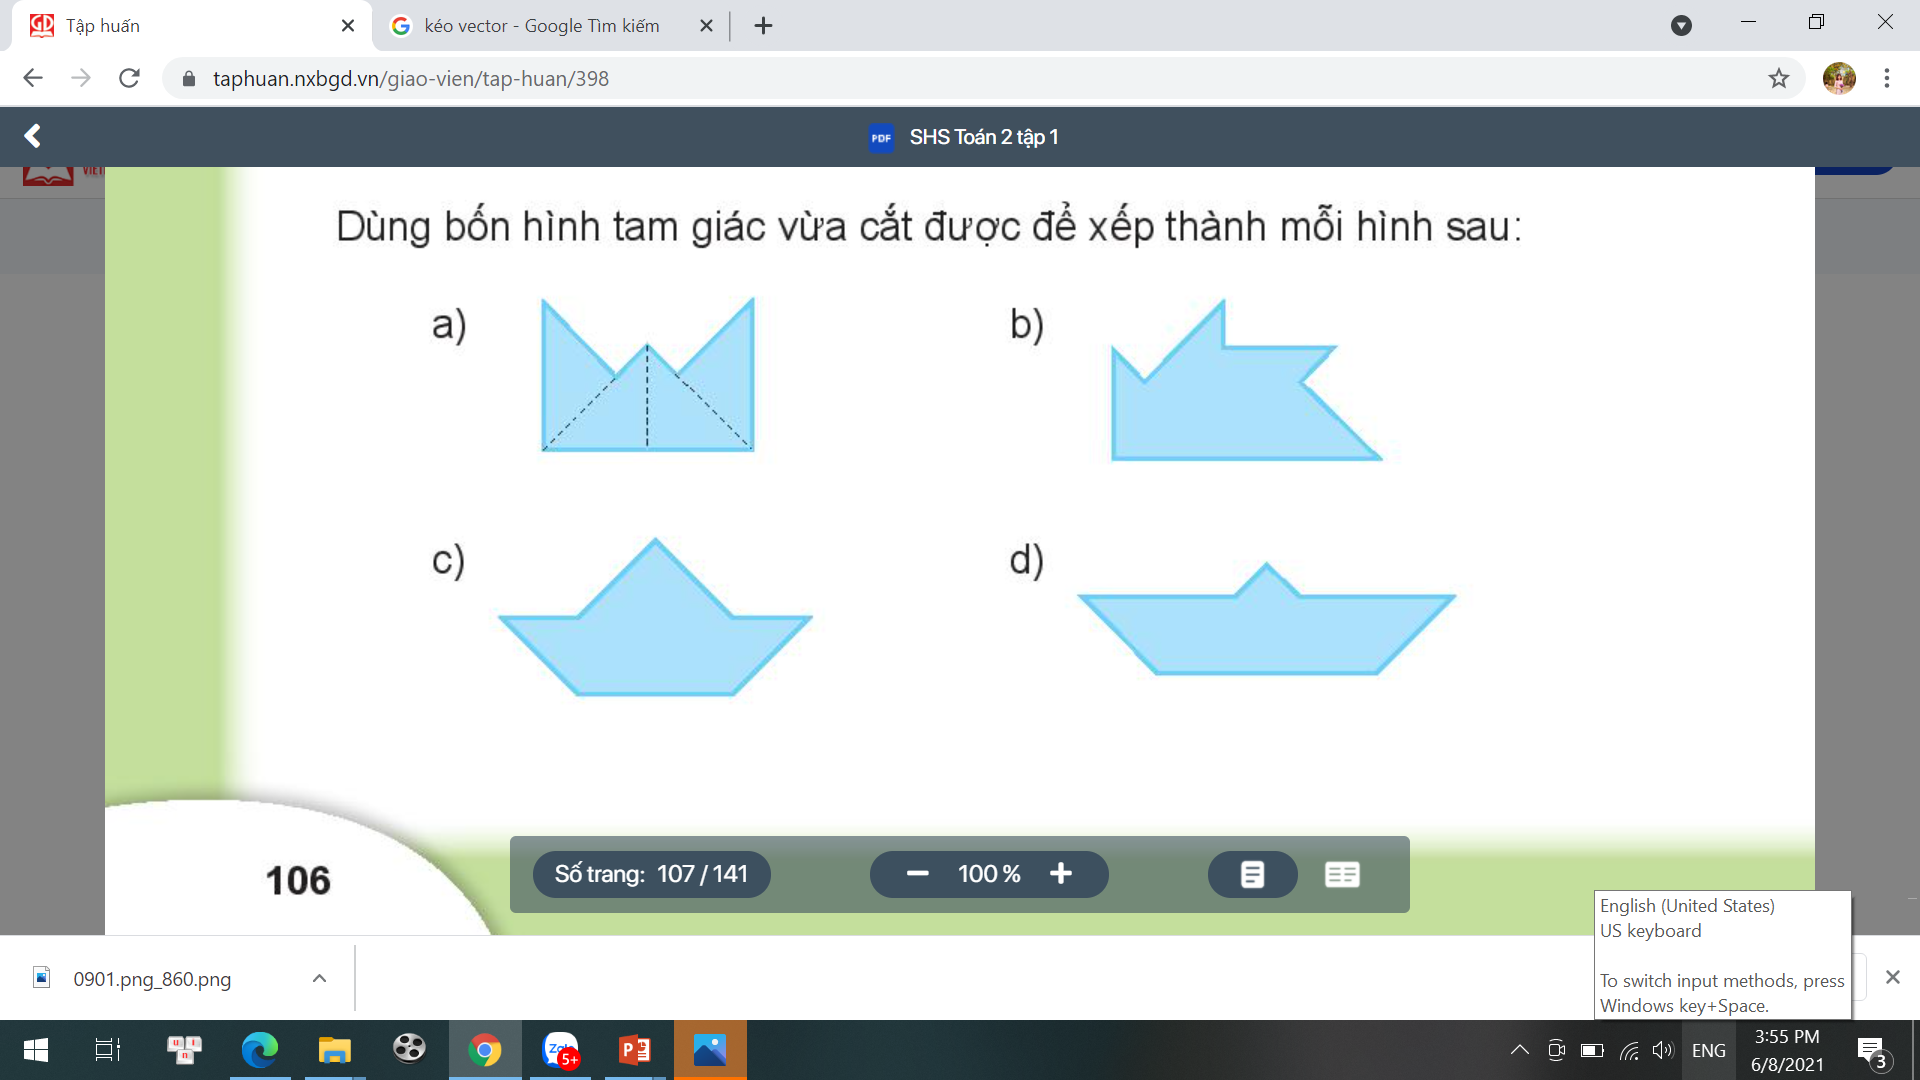 Tập huấn
kéo vector - Google Tìm kiếm
taphuan.nxbgd.vn/giao-vien/tap-huan/398
PDF
SHS Toán 2 tập 1
Dùng bốn hình tam giác vừa cắt được để xếp thành mỗi hình sau:
a)
b)
c)
d)
106
Số trang: 107 / 141
100 %
English (United States)
US keyboard
To switch input methods, press
Windows key+Space.
0901.png_860.png
u i n
Zalo
5+
P
ENG
3:55 PM
6/8/2021
3